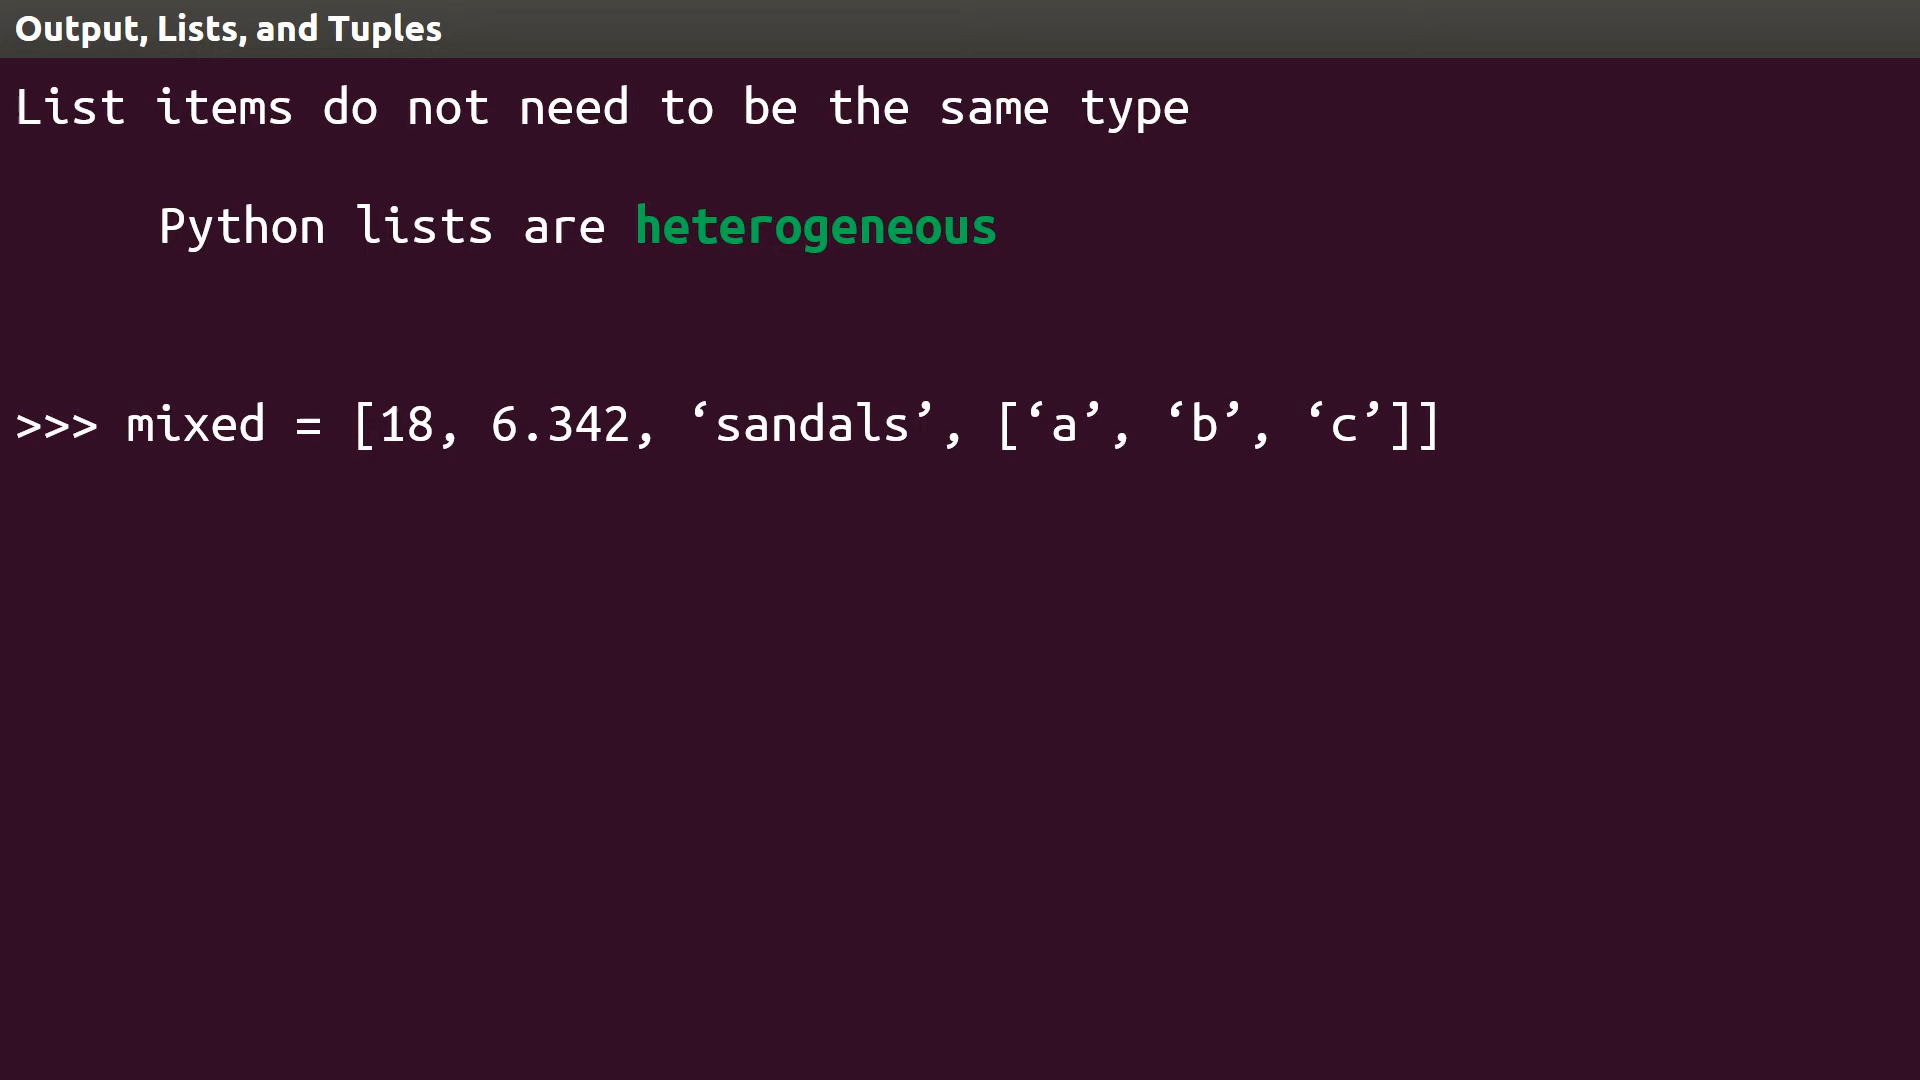 Output, Lists, and Tuples
List items do not need to be the same type
Python lists are heterogeneous
>>> mixed = [18, 6.342, ‘sandals’, [‘a’, ‘b’, ‘c’]]